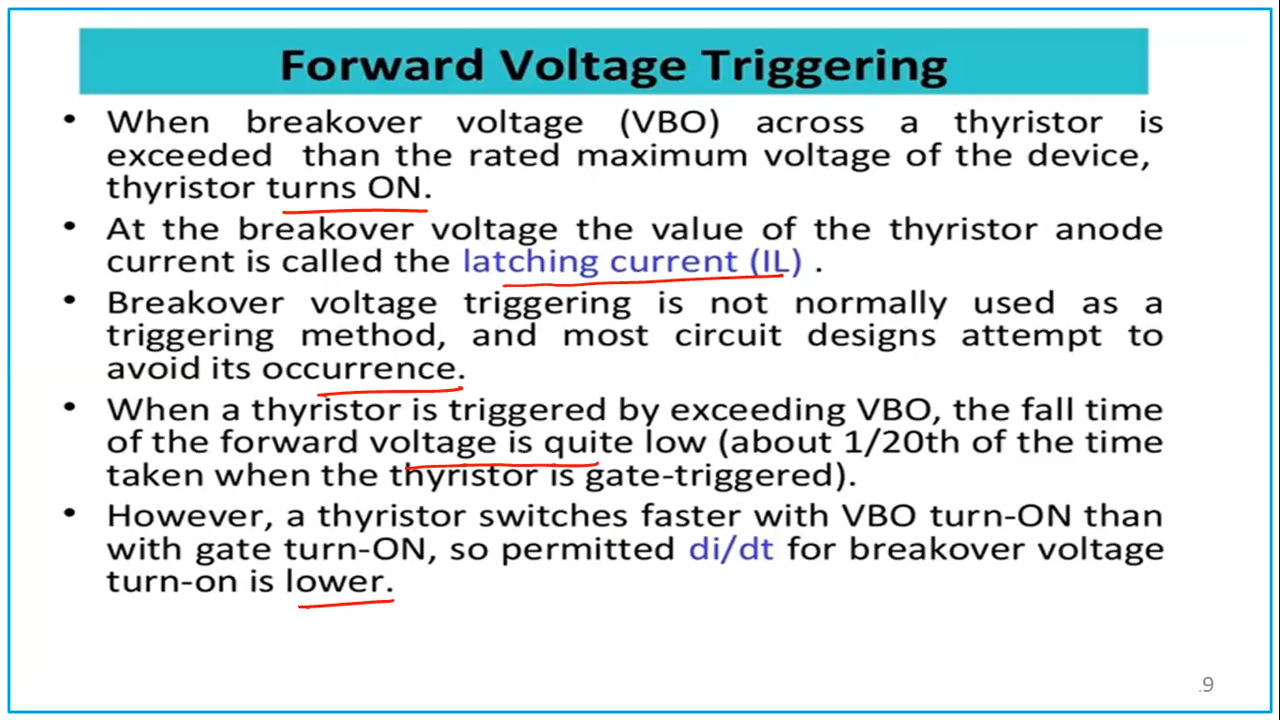 Forward Voltage Triggering
• When breakover voltage (VBO) across a thyristor is
exceeded than the rated maximum voltage of the device,
thyristor turns ON.
• At the breakover voltage the value of the thyristor anode
current is called the latching current (IL) .
• Breakover voltage triggering is not normally used as a
triggering method, and most circuit designs attempt to
avoid its occurrence.
• When a thyristor is triggered by exceeding VBO, the fall time
of the forward voltage is quite low (about 1/20th of the time
taken when the thyristor is gate-triggered).
• However, a thyristor switches faster with VBO turn-ON than
with gate turn-ON, so permitted di/dt for breakover voltage
turn-on is lower.
.9